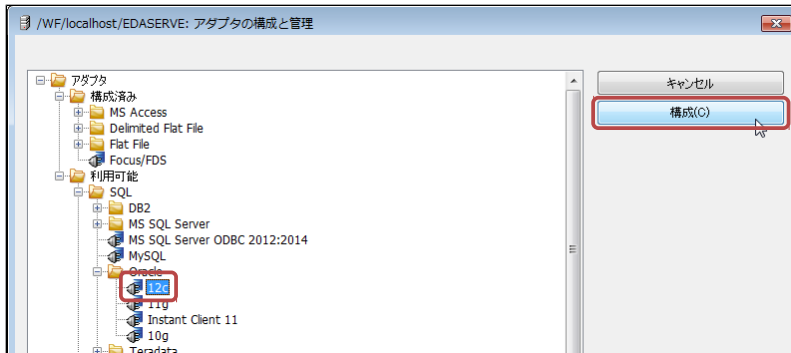 /WF/localhost/EDASERVE: アダプタの構成と管理
アダプタ
構成済み
MS Access
Delimited Flat File
Flat File
Focus/FDS
利用可能
SQL
DB2
MS SQL Server
MS SQL Server ODBC 2012:2014
MySQL
Oracle
12c
11g
Instant Client 11
10g
Teradata
キャンセル
構成(C)